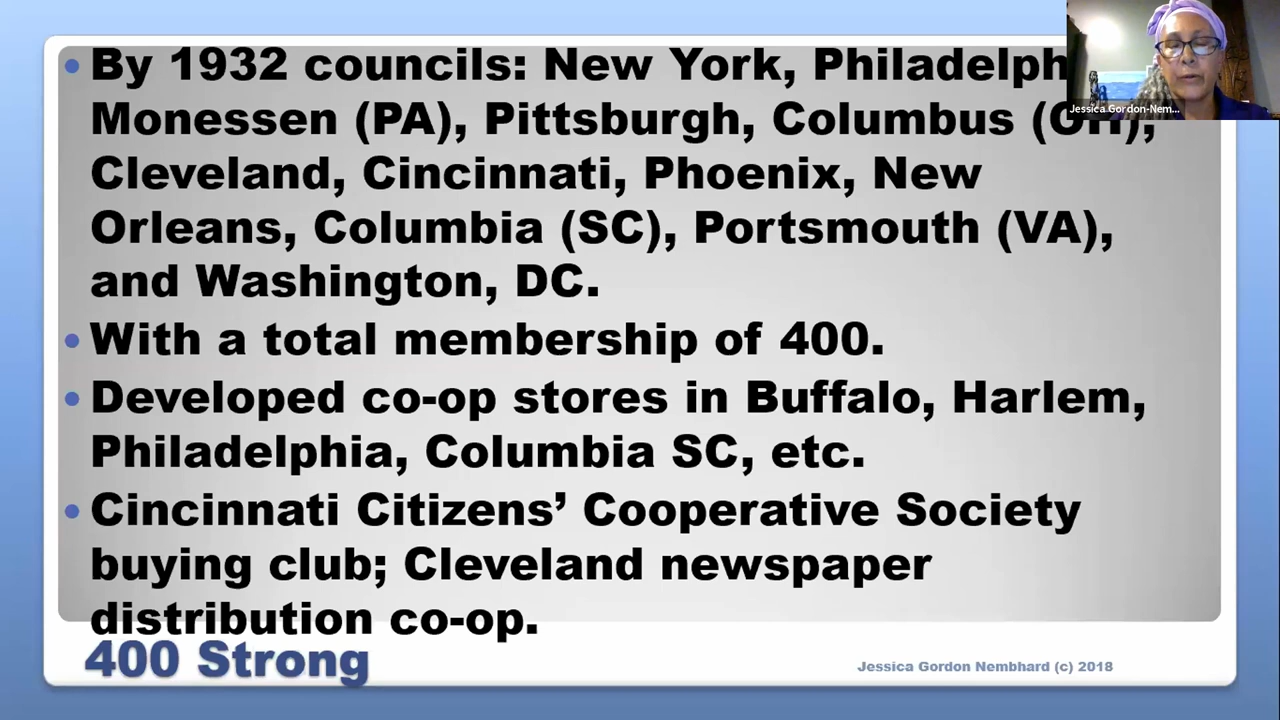 By 1932 councils: New York, Philadelph
Monessen (PA), Pittsburgh, Columbus (OH),
Cleveland, Cincinnati, Phoenix, New
Orleans, Columbia (SC), Portsmouth (VA),
and Washington, DC.
With a total membership of 400.
Developed co-op stores in Buffalo, Harlem,
Philadelphia, Columbia SC, etc.
Cincinnati Citizens’ Cooperative Society
buying club; Cleveland newspaper
distribution co-op.
400 Strong
Jessica Gordon Nembhard (c) 2018
Jessica Gordon-Nem...